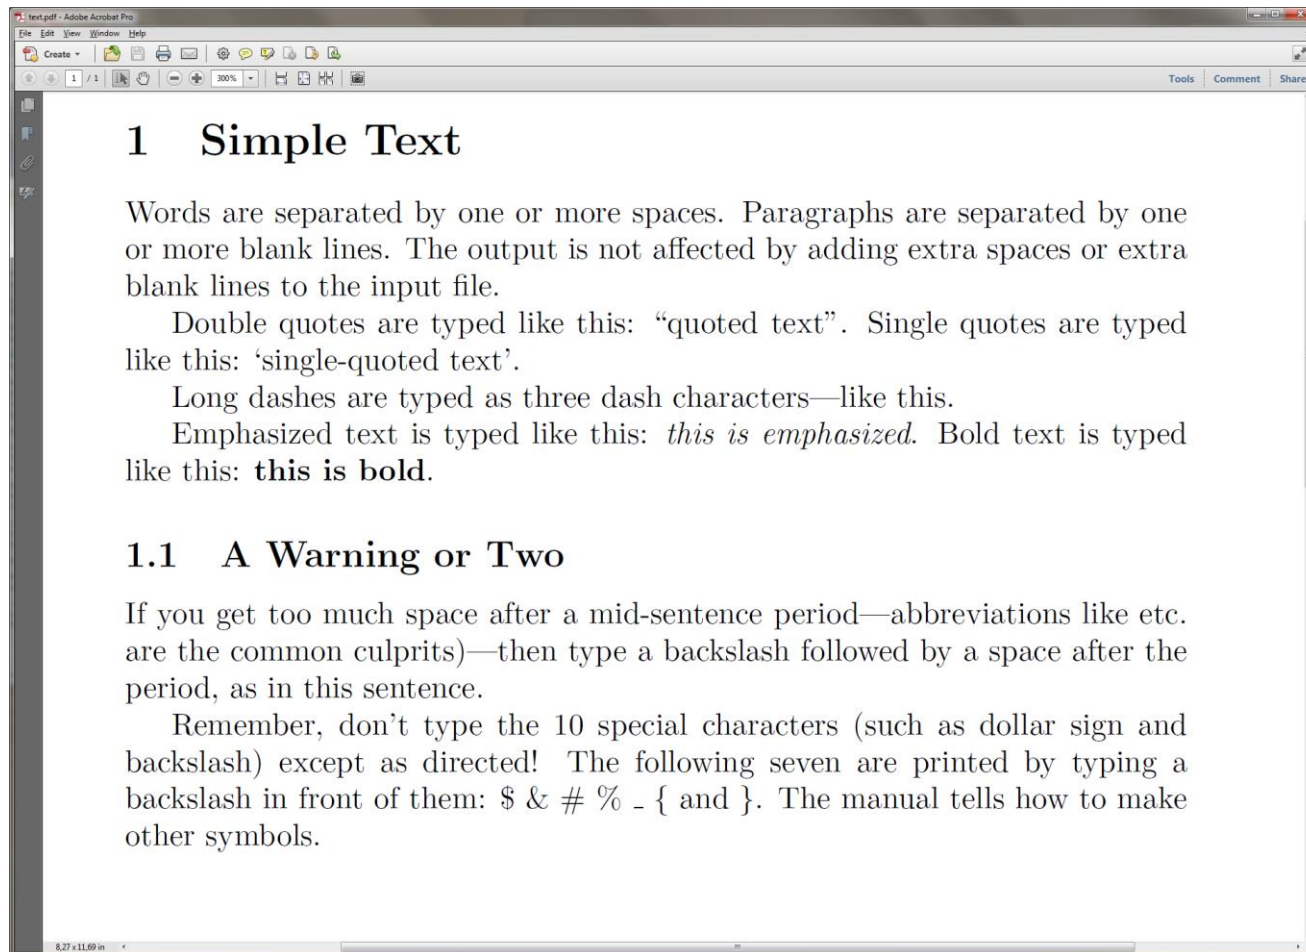 text.pdf - Adobe Acrobat Pro
File Edit View Window Help
Create
1 / 1 300% Tools Comment Share
1 Simple Text
Words are separated by one or more spaces. Paragraphs are separated by one
or more blank lines. The output is not affected by adding extra spaces or extra
blank lines to the input file.
Double quotes are typed like this: “quoted text”. Single quotes are typed
like this: ‘single-quoted text’.
Long dashes are typed as three dash characters—like this.
Emphasized text is typed like this: this is emphasized. Bold text is typed
like this: this is bold.
1.1 A Warning or Two
If you get too much space after a mid-sentence period—abbreviations like etc.
are the common culprits)—then type a backslash followed by a space after the
period, as in this sentence.
Remember, don’t type the 10 special characters (such as dollar sign and
backslash) except as directed! The following seven are printed by typing a
backslash in front of them: $ & # % _ { and }. The manual tells how to make
other symbols.
8,27 x 11,69 in